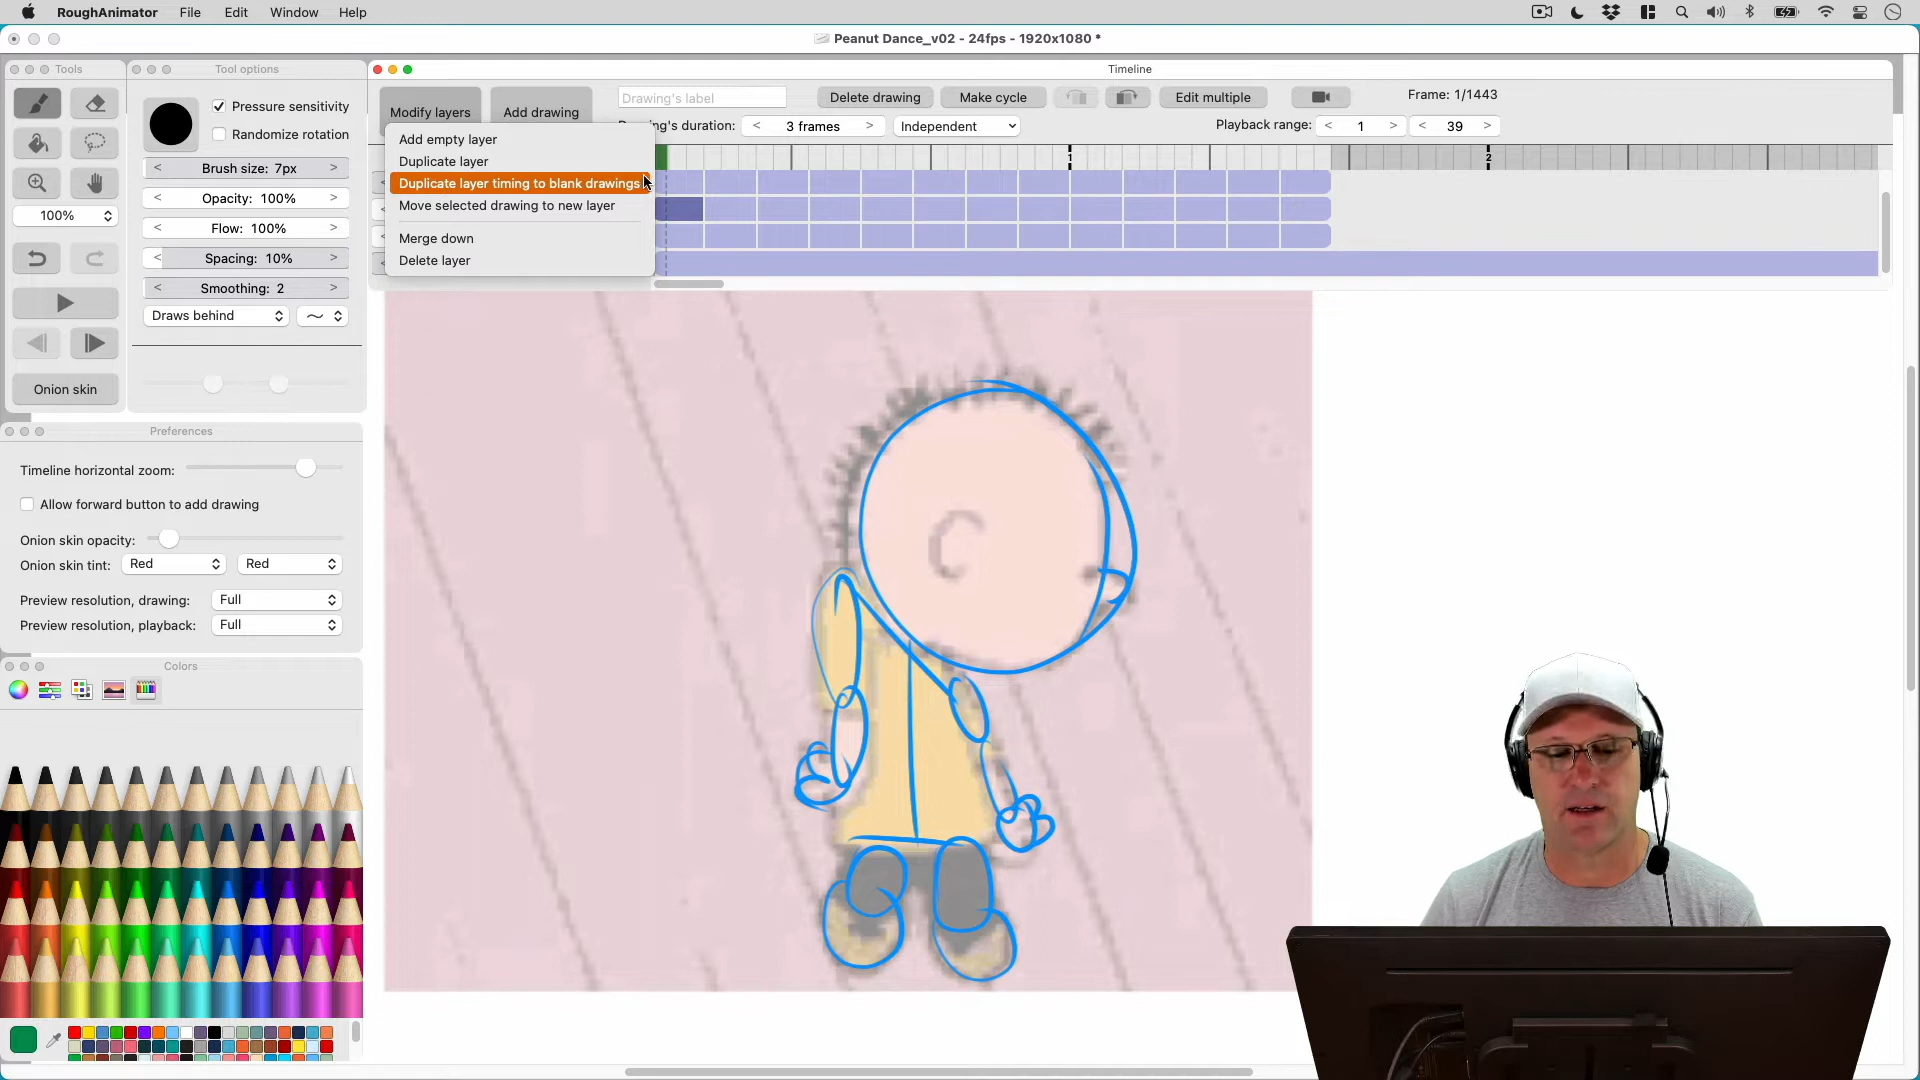 RoughAnimator File Edit Window Help
Peanut Dance_v02 - 24fps - 1920x1080 *
Tools
Tool options
Timeline
Pressure sensitivity
Randomize rotation
< Brush size: 7px >
< Opacity: 100% >
< Flow: 100% >
< Spacing: 10% >
< Smoothing: 2 >
Draws behind
100%
Onion skin
Modify layers
Add drawing
Drawing's label
Delete drawing
Make cycle
Edit multiple
Frame: 1/1443
's duration: < 3 frames >
Independent
Playback range: < 1 > < 39 >
1
2
Add empty layer
Duplicate layer
Duplicate layer timing to blank drawings
Move selected drawing to new layer
Merge down
Delete layer
Preferences
Timeline horizontal zoom:
Allow forward button to add drawing
Onion skin opacity:
Onion skin tint: Red Red
Preview resolution, drawing: Full
Preview resolution, playback: Full
Colors